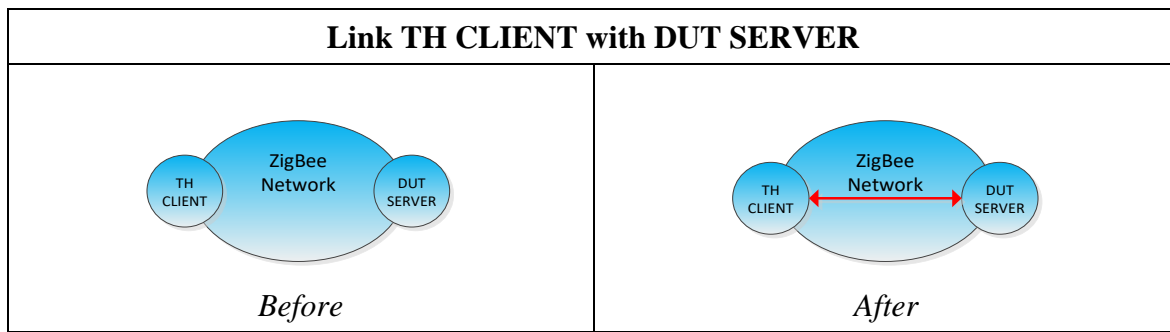 Link TH CLIENT with DUT SERVER
ZigBee
Network
TH
CLIENT
DUT
SERVER
Before
ZigBee
Network
TH
CLIENT
DUT
SERVER
After